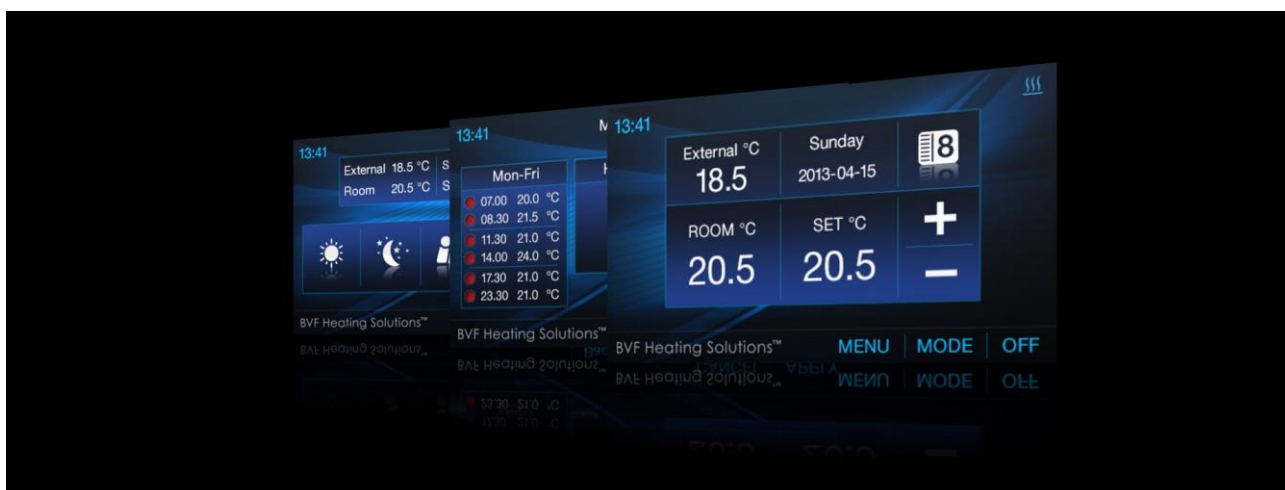 13:41
External 18.5 °C
Room 20.5 °C
BVF Heating Solutions™
13:41
Mon-Fri
07.00 20.0 °C
08.30 21.5 °C
11.30 21.0 °C
14.00 24.0 °C
17.30 21.0 °C
23.30 21.0 °C
BVF Heating Solutions™
13:41
External °C
18.5
Sunday
2013-04-15
8
ROOM °C
20.5
SET °C
20.5
+
−
BVF Heating Solutions™
MENU MODE OFF